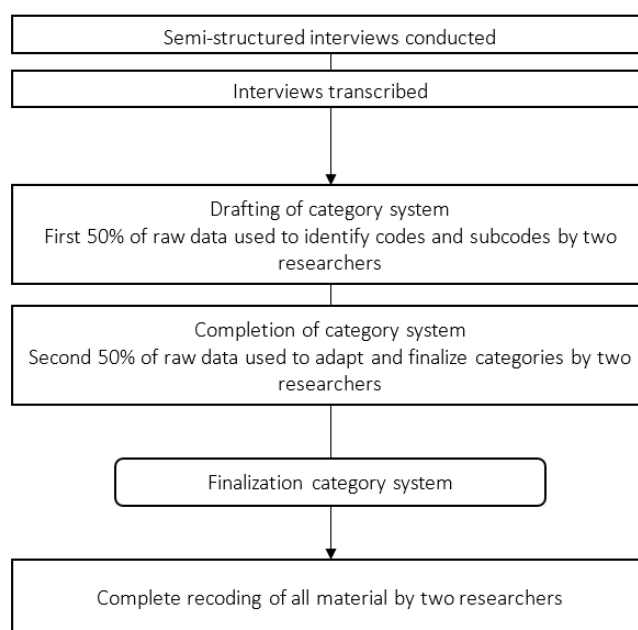 Semi-structured interviews conducted
Interviews transcribed
Drafting of category system
First 50% of raw data used to identify codes and subcodes by two
researchers
Completion of category system
Second 50% of raw data used to adapt and finalize categories by two
researchers
Finalization category system
Complete recoding of all material by two researchers